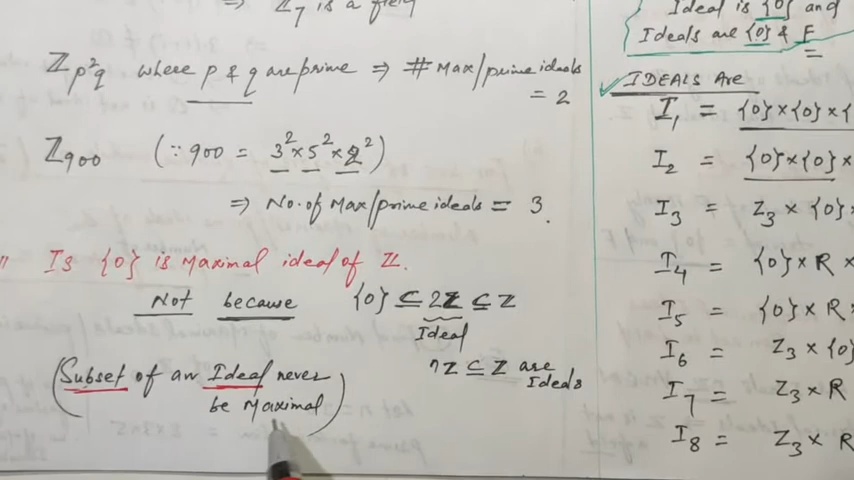 ⇒ Z₇ is a field
Z_p²q where p & q are prime ⇒ # Max/prime ideals
= 2
Z₉₀₀ (∵ 900 = 3² × 5² × 2²)
⇒ No. of Max/prime ideals = 3.
Is {0} is Maximal ideal of Z.
Not because {0} ⊆ 2Z ⊆ Z
Ideal
(Subset of an Ideal never
be Maximal)
nZ ⊆ Z are
Ideals
Ideal is {0} and
Ideals are {0} & F
IDEALS Are
I₁ = {0}×{0}×{
I₂ = {0}×{0}×
I₃ = Z₃ × {0}
I₄ = {0} × R ×
I₅ = {0} × R
I₆ = Z₃ × {0}
I₇ = Z₃ × R
I₈ = Z₃ × R